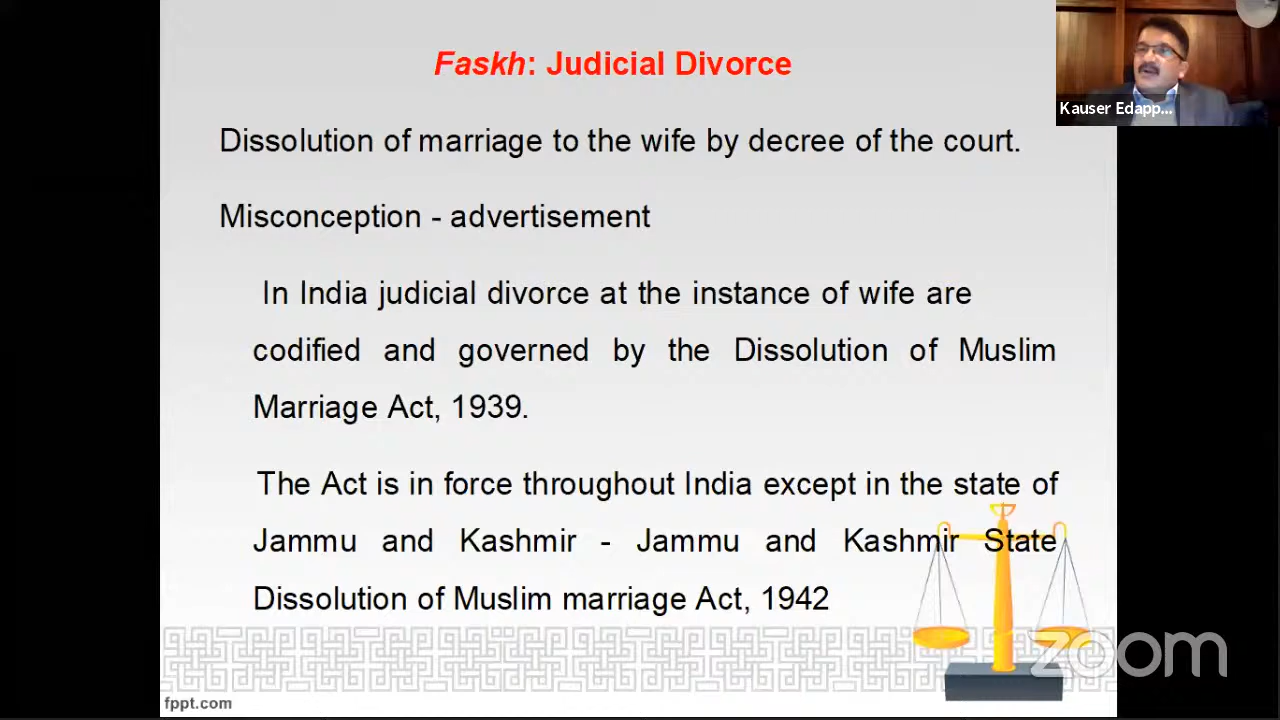 Faskh: Judicial Divorce
Kauser Edapp...
Dissolution of marriage to the wife by decree of the court.
Misconception - advertisement
In India judicial divorce at the instance of wife are
codified and governed by the Dissolution of Muslim
Marriage Act, 1939.
The Act is in force throughout India except in the state of
Jammu and Kashmir - Jammu and Kashmir State
Dissolution of Muslim marriage Act, 1942
zoom
fppt.com